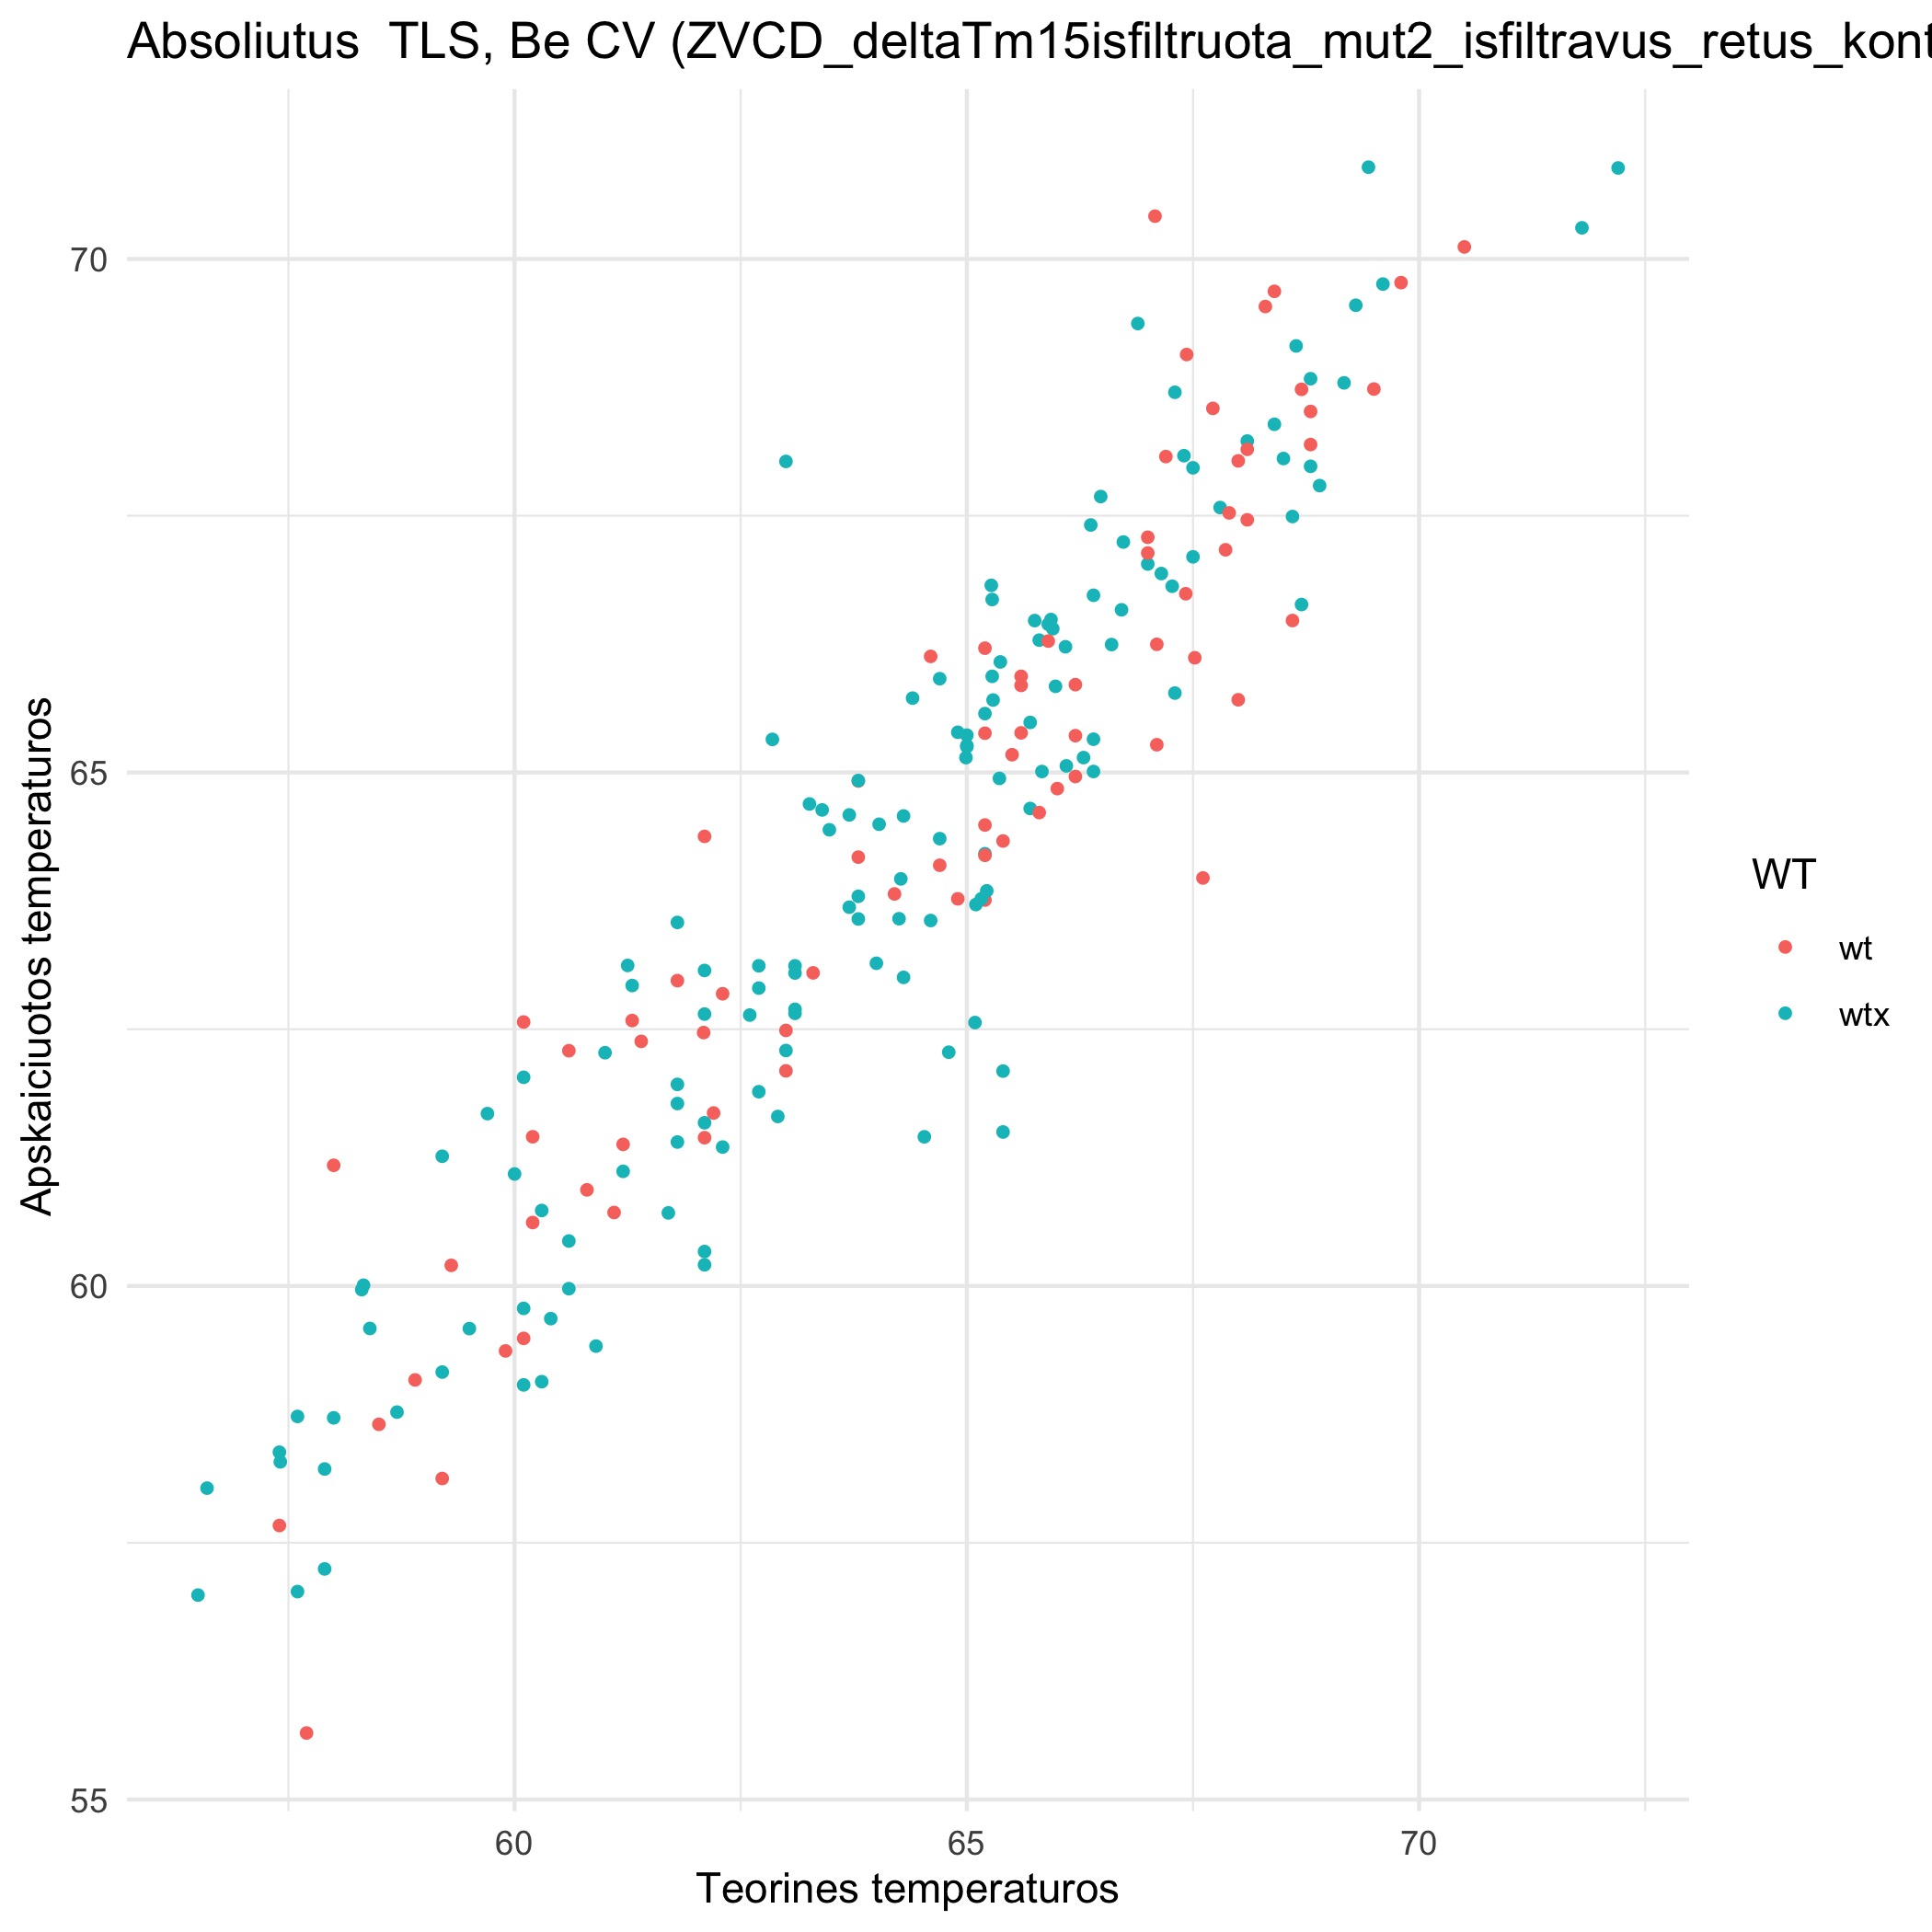 Absoliutus  TLS, Be CV (ZVCD_deltaTm15isfiltruota_mut2_isfiltravus_retus_kont
70
65
60
55
60
65
70
Apskaiciuotos temperaturos
Teorines temperaturos
WT
wt
wtx